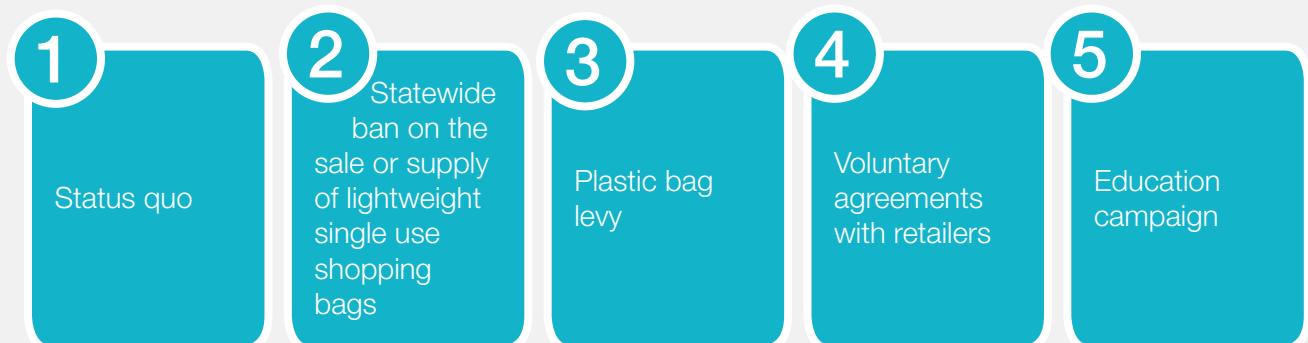 1
Status quo
2
Statewide
ban on the
sale or supply
of lightweight
single use
shopping
bags
3
Plastic bag
levy
4
Voluntary
agreements
with retailers
5
Education
campaign